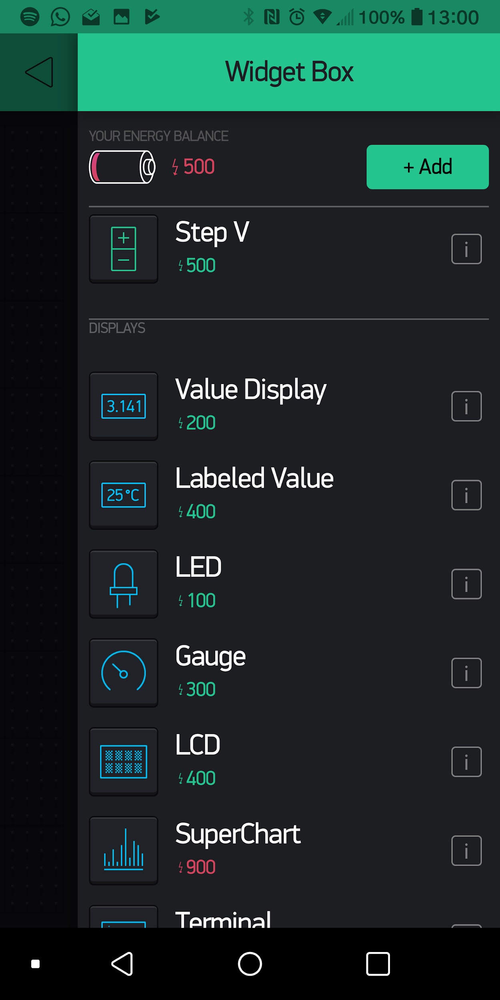 100% 13:00
Widget Box
YOUR ENERGY BALANCE
500
+ Add
Step V
500
i
DISPLAYS
3.141
Value Display
200
i
25°C
Labeled Value
400
i
LED
100
i
Gauge
300
i
LCD
400
i
SuperChart
900
i
Terminal